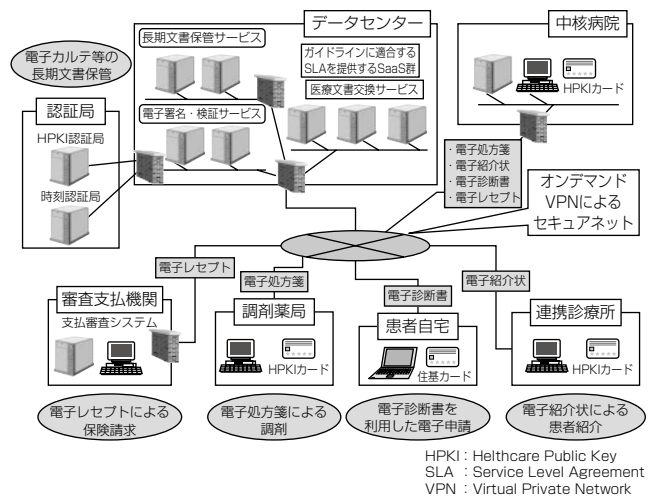 データセンター
長期文書保管サービス
ガイドラインに適合する
SLAを提供するSaaS群
医療文書交換サービス
電子署名・検証サービス
中核病院
HPKIカード
電子カルテ等の
長期文書保管
認証局
HPKI認証局
時刻認証局
・電子処方箋
・電子紹介状
・電子診断書
・電子レセプト
オンデマンド
VPNによる
セキュアネット
電子レセプト
電子処方箋
電子診断書
電子紹介状
審査支払機関
支払審査システム
調剤薬局
HPKIカード
患者自宅
住基カード
連携診療所
HPKIカード
電子レセプトによる
保険請求
電子処方箋による
調剤
電子診断書を
利用した電子申請
電子紹介状による
患者紹介
HPKI：Helthcare Public Key
SLA ：Service Level Agreement
VPN ：Virtual Private Network